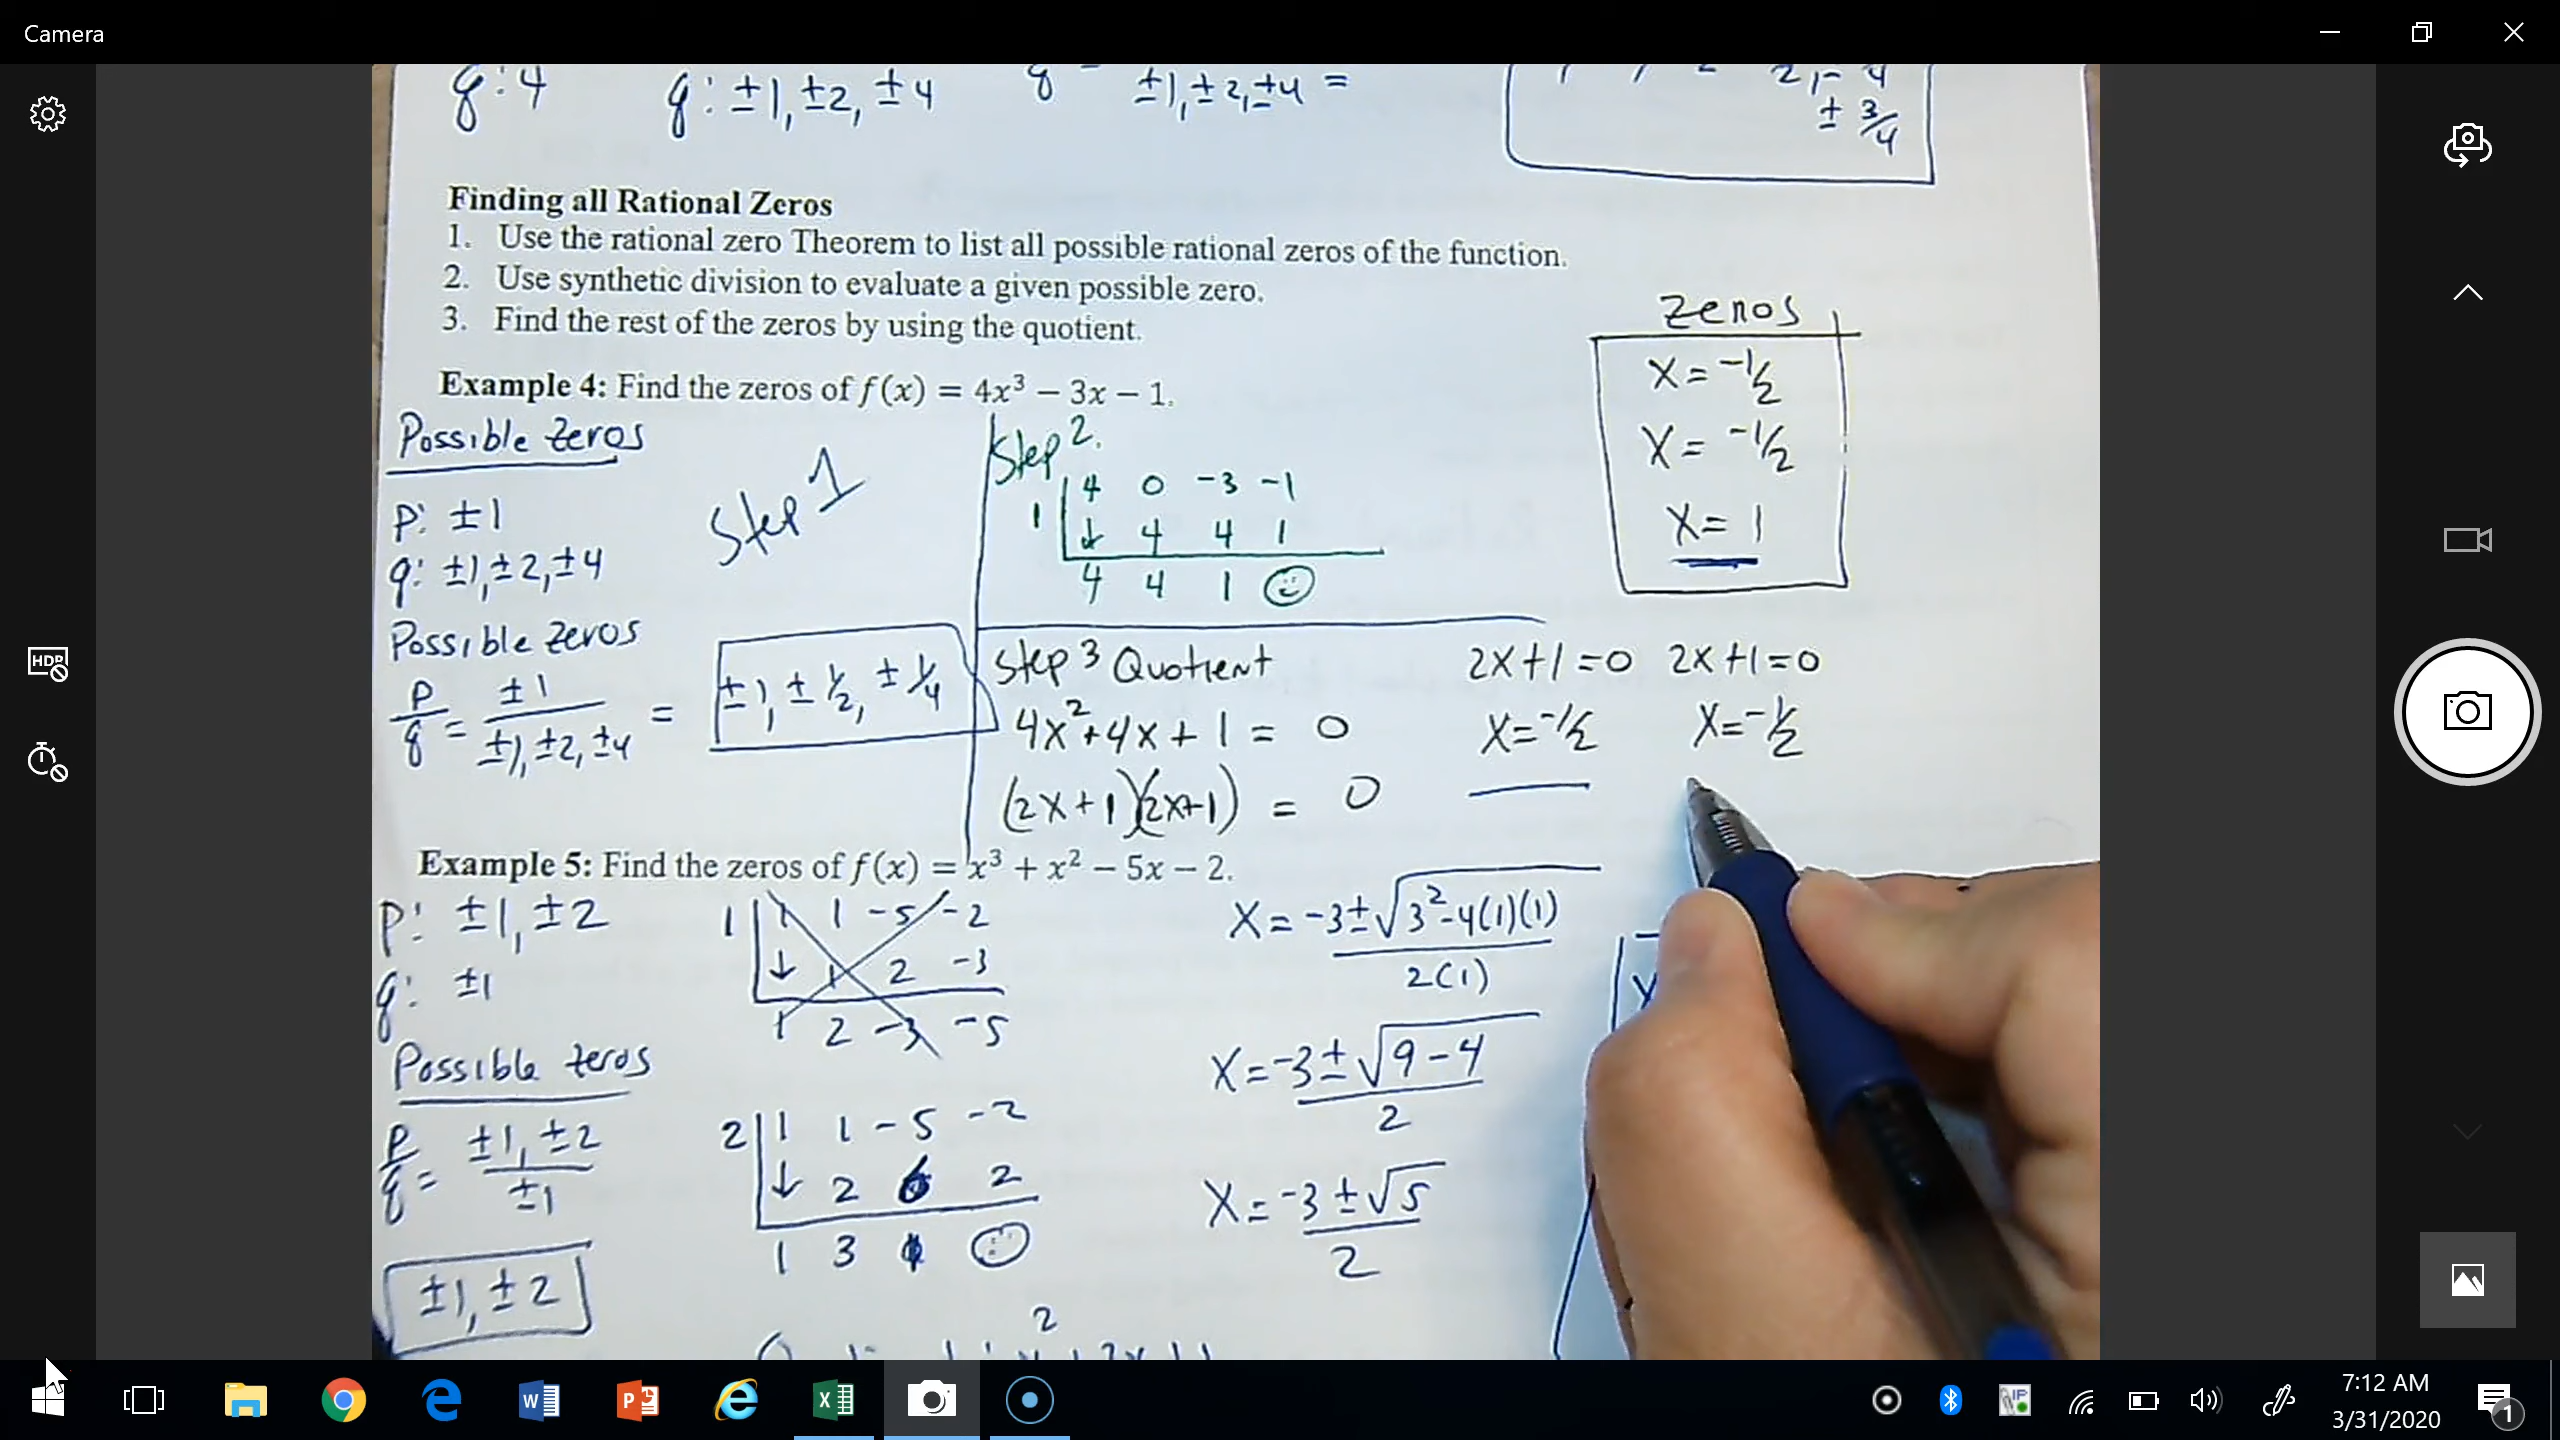 Camera
q: 4
q: ±1, ±2, ±4
±1, ±2, ±4 =
± 3/4
Finding all Rational Zeros
1. Use the rational zero Theorem to list all possible rational zeros of the function.
2. Use synthetic division to evaluate a given possible zero.
3. Find the rest of the zeros by using the quotient.
Zeros
x = -1/2
x = -1/2
x = 1
Example 4: Find the zeros of f(x) = 4x³ − 3x − 1.
Possible Zeros
p: ±1
q: ±1, ±2, ±4
Possible Zeros
p/q = ±1 / ±1, ±2, ±4 = ±1, ± 1/2, ± 1/4
Step 1
Step 2.
4 0 -3 -1
1 ↓ 4 4 1
4 4 1
Step 3 Quotient
4x² + 4x + 1 = 0
(2x+1)(2x+1) = 0
2x+1=0 2x+1=0
x=-1/2 x=-1/2
Example 5: Find the zeros of f(x) = x³ + x² − 5x − 2.
p: ±1, ±2
q: ±1
Possible zeros
p/q = ±1, ±2 / ±1
±1, ±2
1 1 1 -5 -2
↓ 1 2 -3
1 2 -3 -5
2 1 1 -5 -2
↓ 2 6 2
1 3 1
x = -3 ± √3²-4(1)(1) / 2(1)
x = -3 ± √9-4 / 2
x = -3 ± √5 / 2
HDR
7:12 AM
3/31/2020
1